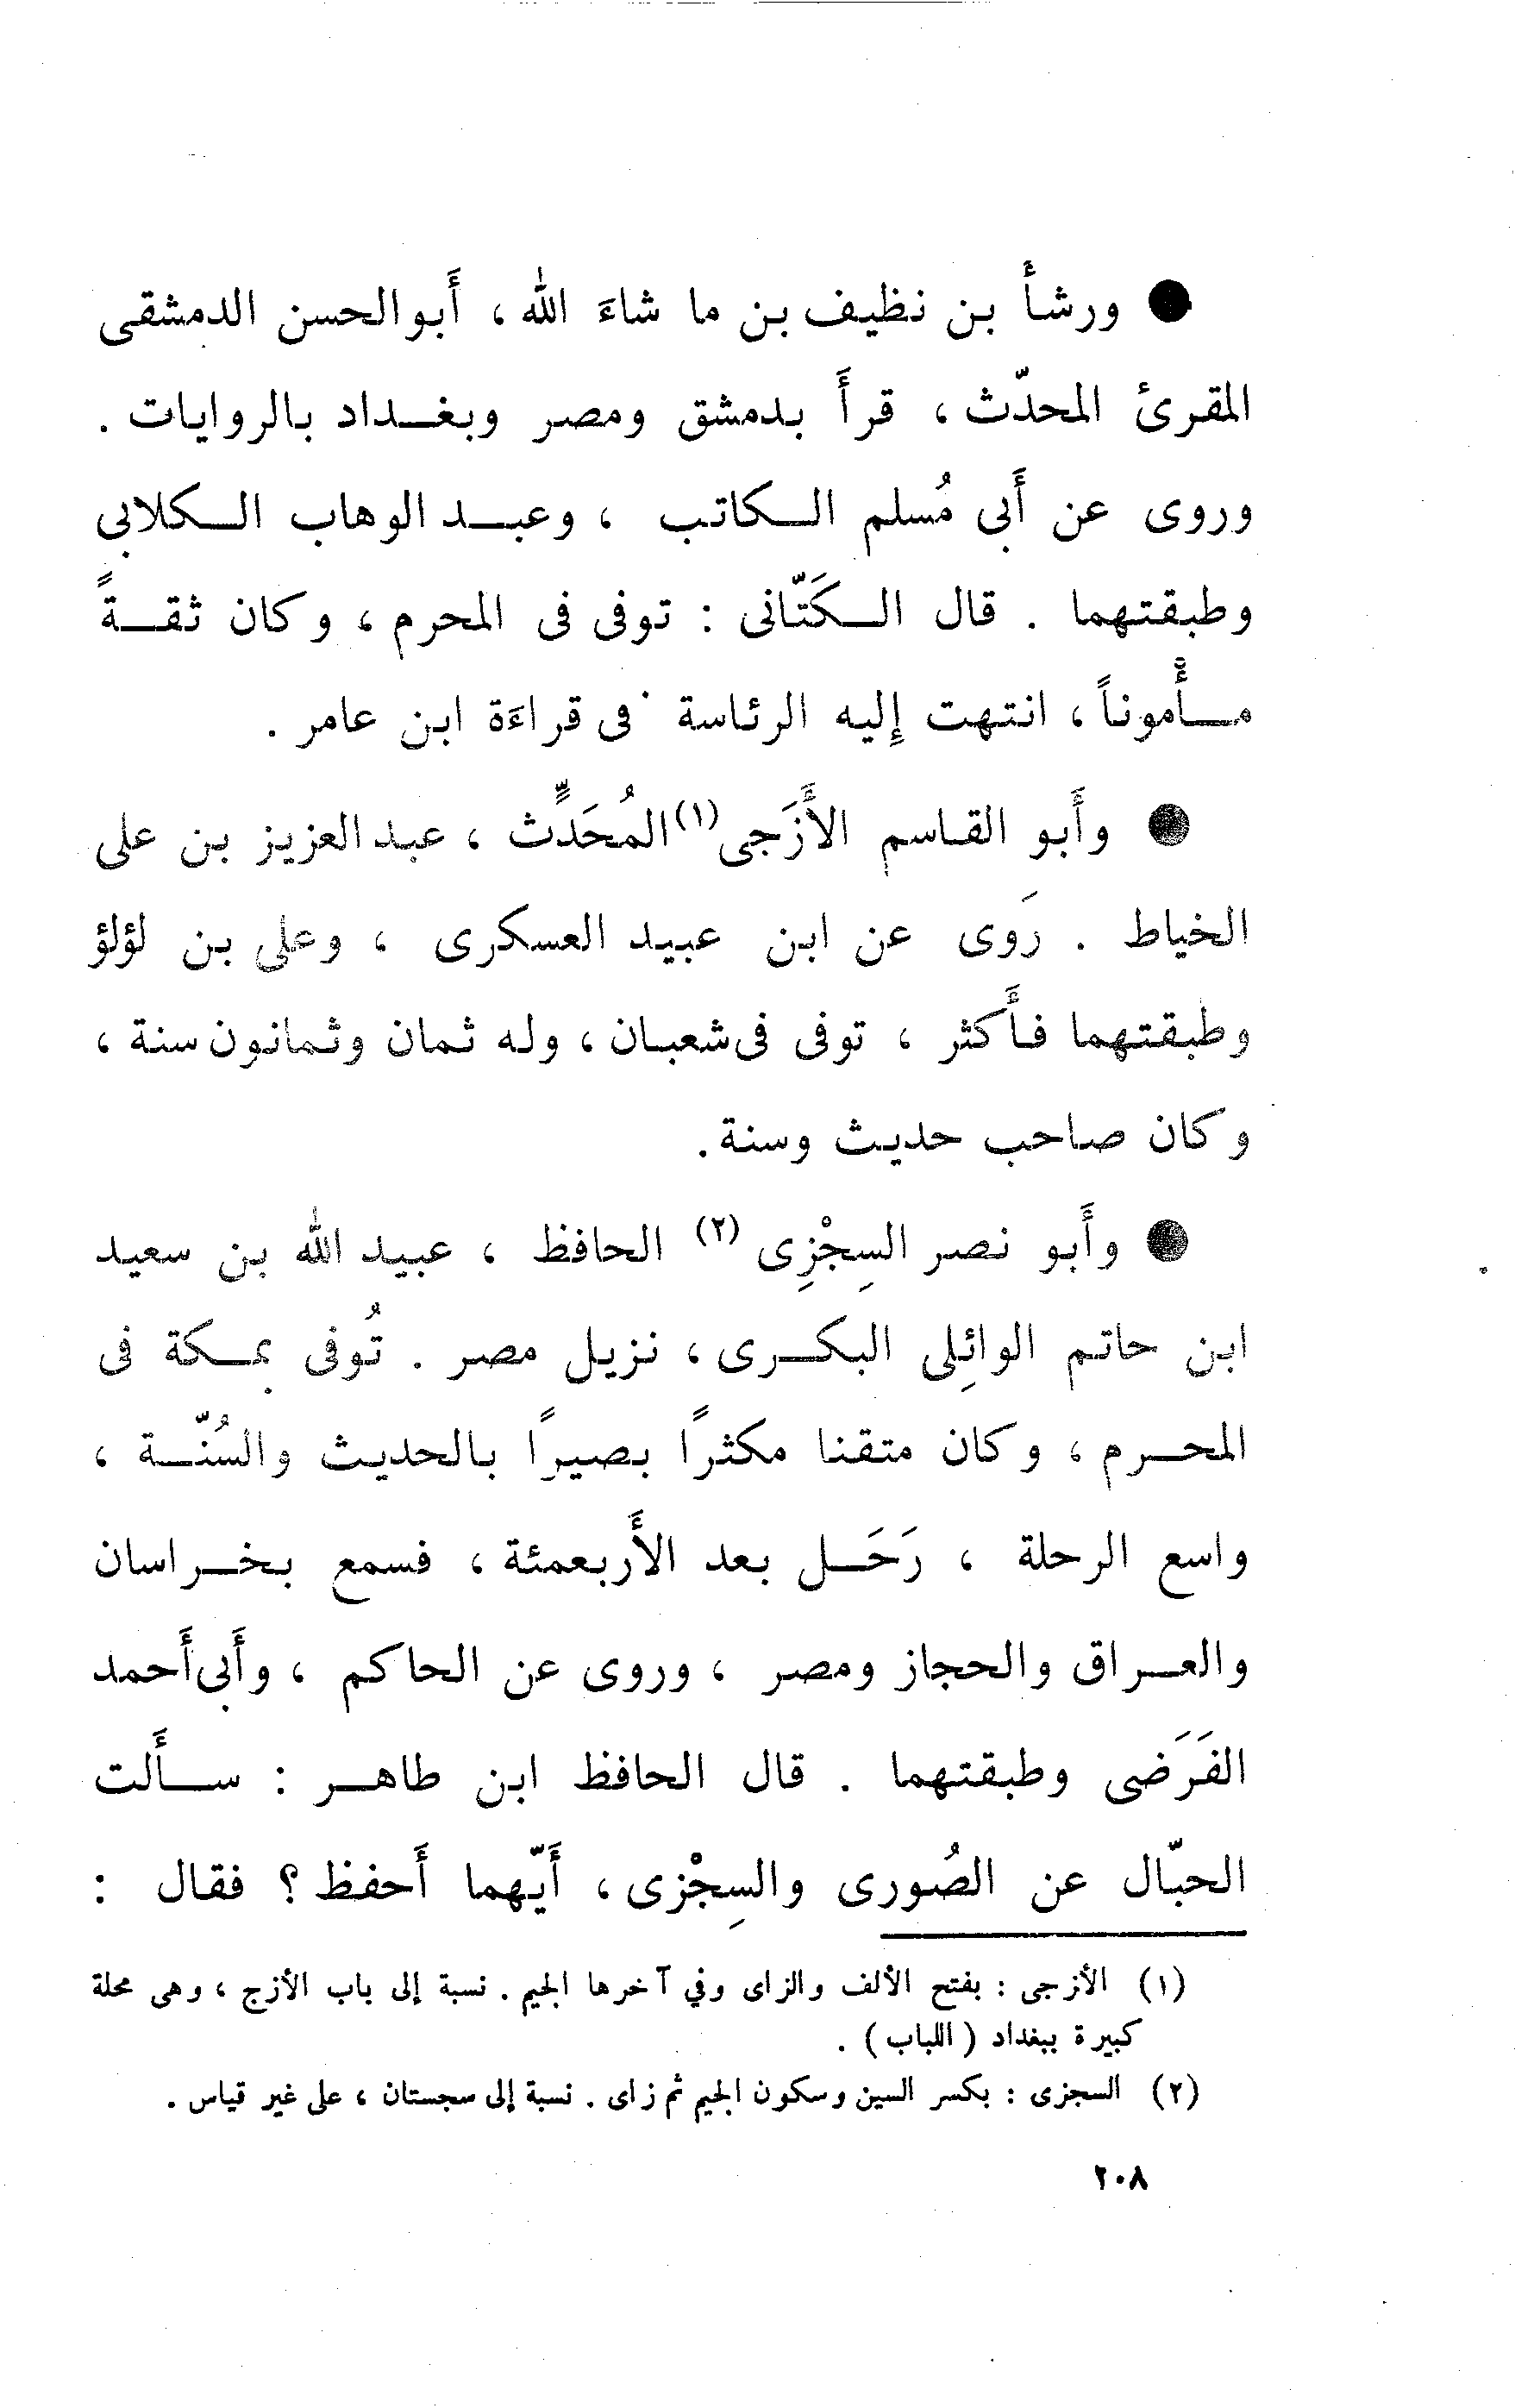 ● ورشأ بن نظيف بن ما شاءَ الله ، أَبو الحسن الدمشقى
المقرئ المحدّث ، قرأَ بدمشق ومصر وبغداد بالروايات .
وروى عن أَبى مُسلم الكاتب ، وعبد الوهاب الكلابى
وطبقتهما . قال الكَتّانى : توفى فى المحرم ، وكان ثقةً
مأْموناً ، انتهت إِليه الرئاسة فى قراءَة ابن عامر .
● وأَبو القاسم الأَزَجى (١) المُحَدِّث ، عبد العزيز بن على
الخياط . رَوى عن ابن عبيد العسكرى ، وعلى بن لؤلؤ
وطبقتهما فأَكثر ، توفى فى شعبان ، وله ثمان وثمانون سنة ،
وكان صاحب حديث وسنة .
● وأَبو نصر السِجْزِى (٢) الحافظ ، عبيد الله بن سعيد
ابن حاتم الوائِلى البكرى ، نزيل مصر . تُوفى بمكة فى
المحرم ، وكان متقنا مكثرًا بصيرًا بالحديث والسُنّة ،
واسع الرحلة ، رَحَل بعد الأَربعمئة ، فسمع بخراسان
والعراق والحجاز ومصر ، وروى عن الحاكم ، وأَبى أَحمد
الفَرَضى وطبقتهما . قال الحافظ ابن طاهر : سأَلت
الحبّال عن الصُورى والسِجْزى ، أَيّهما أَحفظ ؟ فقال :
(١) الأزجى : بفتح الألف والزاى وفي آخرها الجيم . نسبة إلى باب الأزج ، وهى محلة
كبيرة ببغداد ( اللباب ) .
(٢) السجزى : بكسر السين وسكون الجيم ثم زاى . نسبة إلى سجستان ، على غير قياس .
٢٠٨